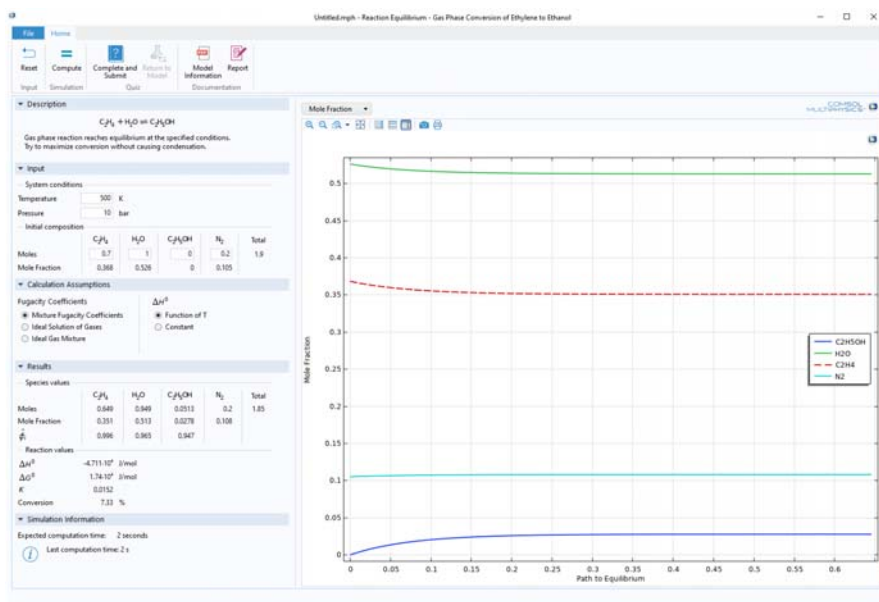 Untitled.mph - Reaction Equilibrium - Gas Phase Conversion of Ethylene to Ethanol
File Home
Reset Compute Complete and Submit Return to Model Model Information Report
Input Simulation Quiz Documentation
Description
C₂H₄ + H₂O ⇌ C₂H₅OH
Gas phase reaction reaches equilibrium at the specified conditions.
Try to maximize conversion without causing condensation.
Input
System conditions
Temperature 500 K
Pressure 10 bar
Initial composition
C₂H₄ H₂O C₂H₅OH N₂ Total
Moles 0.7 1 0 0.2 1.9
Mole Fraction 0.368 0.526 0 0.105
Calculation Assumptions
Fugacity Coefficients ΔH⁰
Mixture Fugacity Coefficients Function of T
Ideal Solution of Gases Constant
Ideal Gas Mixture
Results
Species values
C₂H₄ H₂O C₂H₅OH N₂ Total
Moles 0.649 0.949 0.0513 0.2 1.85
Mole Fraction 0.351 0.513 0.0278 0.108
ϕ̂ᵢ 0.996 0.965 0.947
Reaction values
ΔH⁰ -4.711·10⁴ J/mol
ΔG⁰ 1.74·10⁴ J/mol
K 0.0152
Conversion 7.33 %
Simulation Information
Expected computation time: 2 seconds
Last computation time: 2 s
Mole Fraction
COMSOL
MULTIPHYSICS
0.5
0.45
0.4
0.35
0.3
0.25
0.2
0.15
0.1
0.05
0
Mole Fraction
C2H5OH
H2O
C2H4
N2
0 0.05 0.1 0.15 0.2 0.25 0.3 0.35 0.4 0.45 0.5 0.55 0.6
Path to Equilibrium